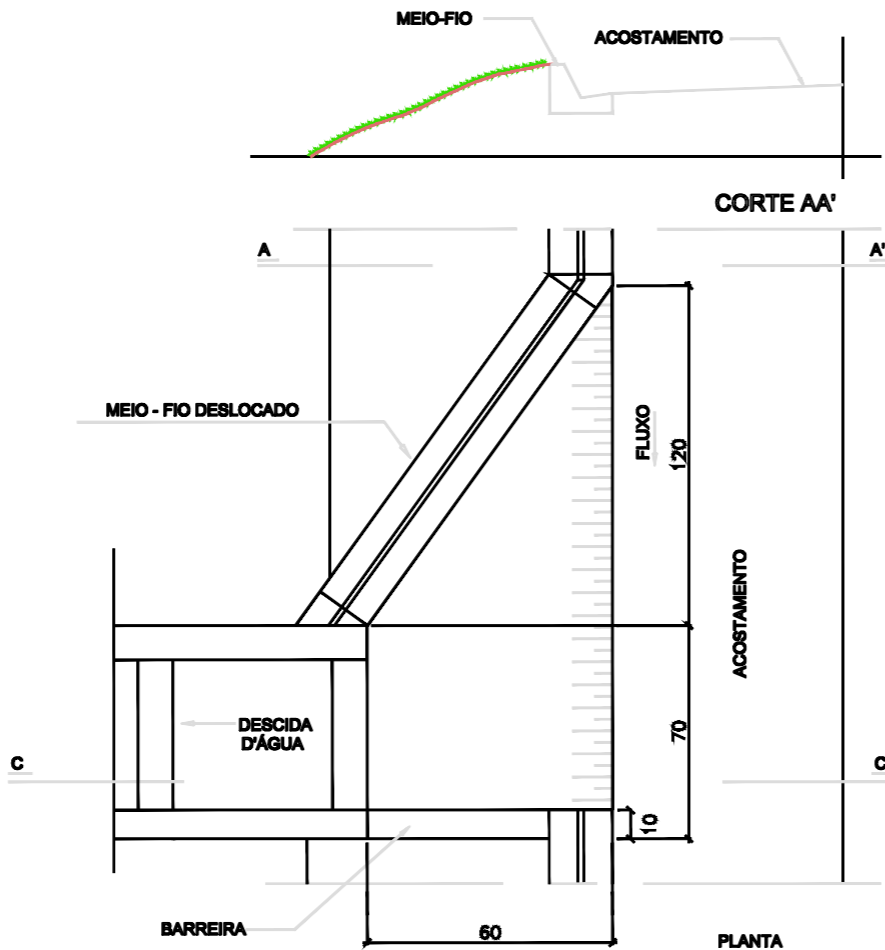 MEIO-FIO
ACOSTAMENTO
CORTE AA'
A
A'
MEIO - FIO DESLOCADO
FLUXO
120
ACOSTAMENTO
DESCIDA
D'ÁGUA
70
C
C
10
BARREIRA
60
PLANTA